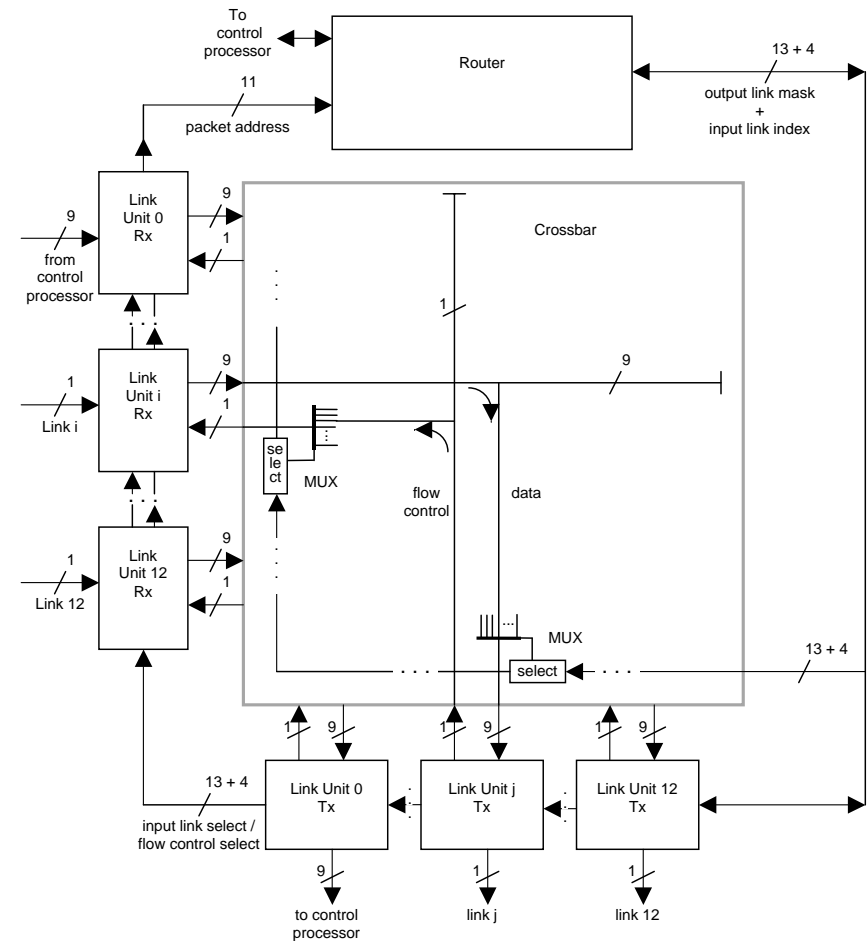 To
control
processor
Router
13 + 4
output link mask
+
input link index
11
packet address
Link
Unit 0
Rx
9
1
9
from
control
processor
Crossbar
1
. . .
Link
Unit i
Rx
9
1
1
Link i
9
se
le
ct
MUX
flow
control
data
. . .
Link
Unit 12
Rx
9
1
1
Link 12
MUX
select
13 + 4
1
9
1
9
1
9
Link Unit 0
Tx
Link Unit j
Tx
Link Unit 12
Tx
13 + 4
input link select /
flow control select
9
to control
processor
1
link j
1
link 12